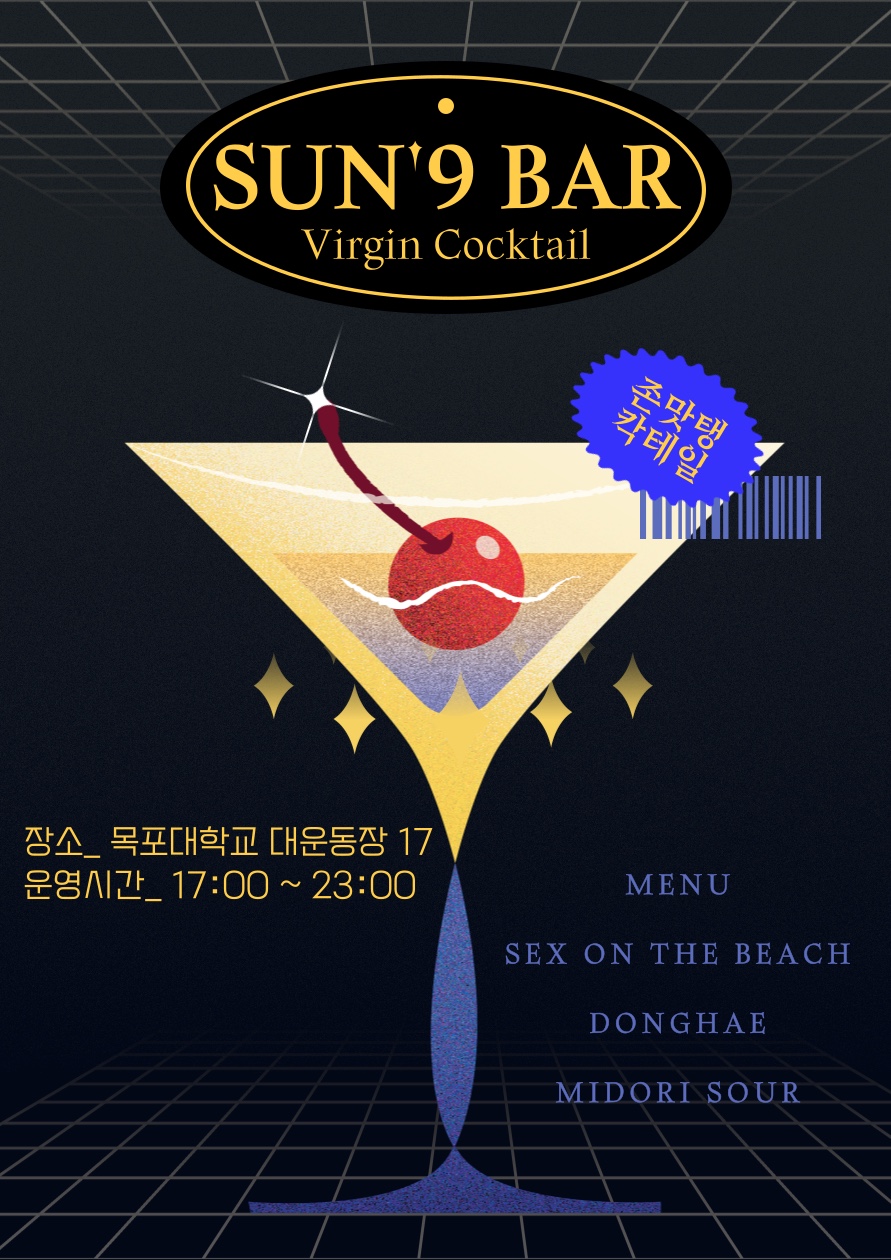 SUN'9 BAR
Virgin Cocktail
존맛탱
칵테일
장소_ 목포대학교 대운동장 17
운영시간_ 17:00 ~ 23:00
MENU
SEX ON THE BEACH
DONGHAE
MIDORI SOUR